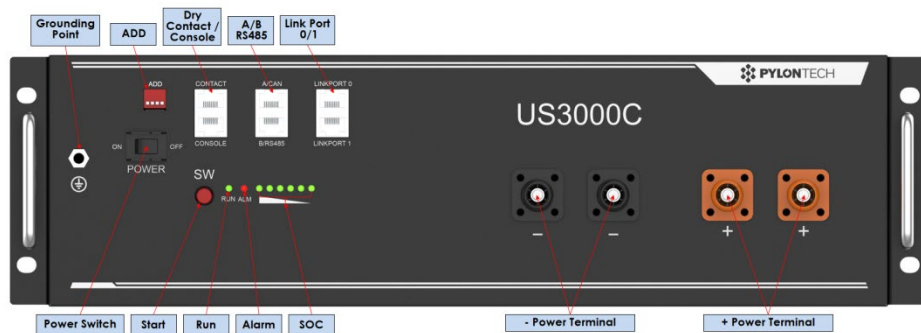 Grounding
Point
ADD
Dry
Contact /
Console
A/B
RS485
Link Port
0/1
ADD
CONTACT
A/CAN
LINKPORT 0
PYLONTECH
US3000C
ON
OFF
POWER
CONSOLE
B/RS485
LINKPORT 1
SW
RUN
ALM
−
−
+
+
Power Switch
Start
Run
Alarm
SOC
- Power Terminal
+ Power Terminal